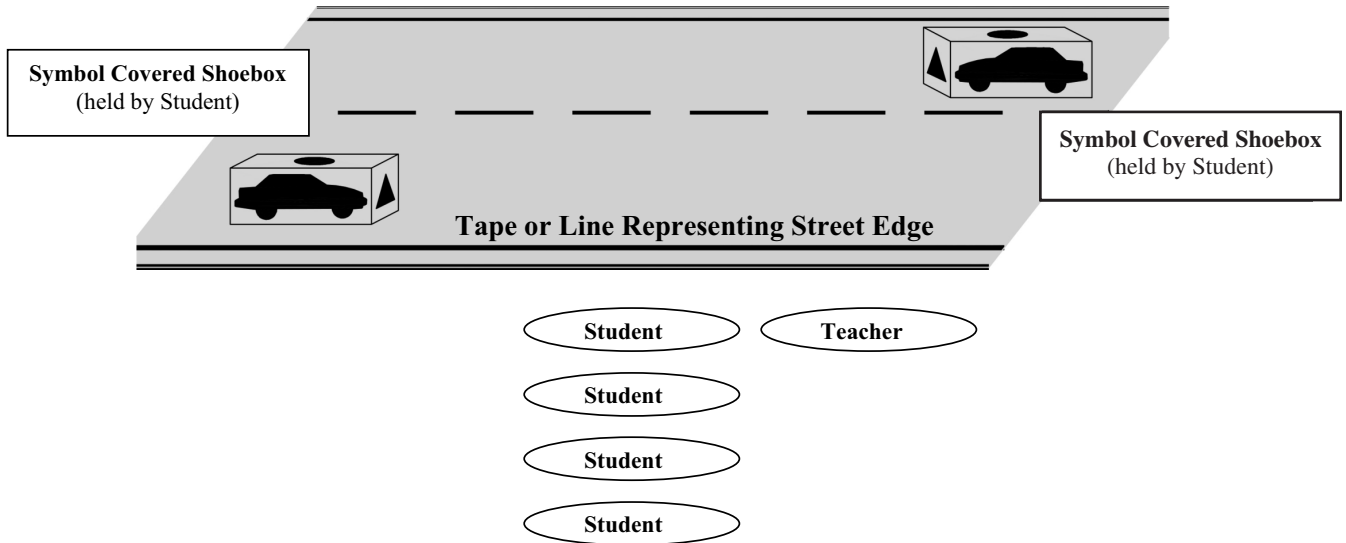 Symbol Covered Shoebox
(held by Student)
Symbol Covered Shoebox
(held by Student)
Tape or Line Representing Street Edge
Student
Teacher
Student
Student
Student